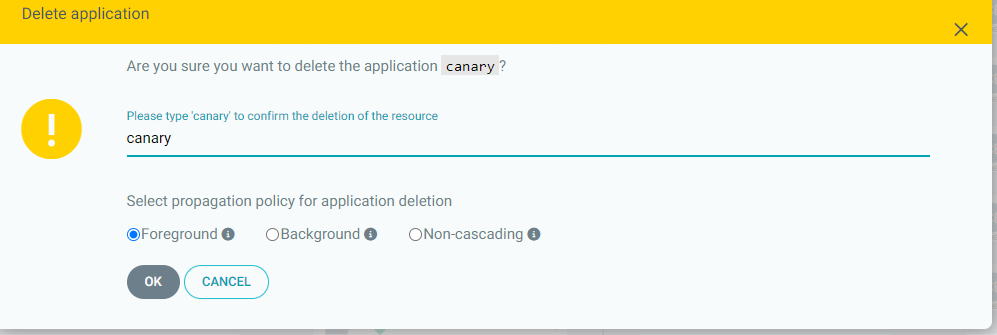 Delete application
Are you sure you want to delete the application canary?
Please type 'canary' to confirm the deletion of the resource
canary
Select propagation policy for application deletion
Foreground Background Non-cascading
OK CANCEL